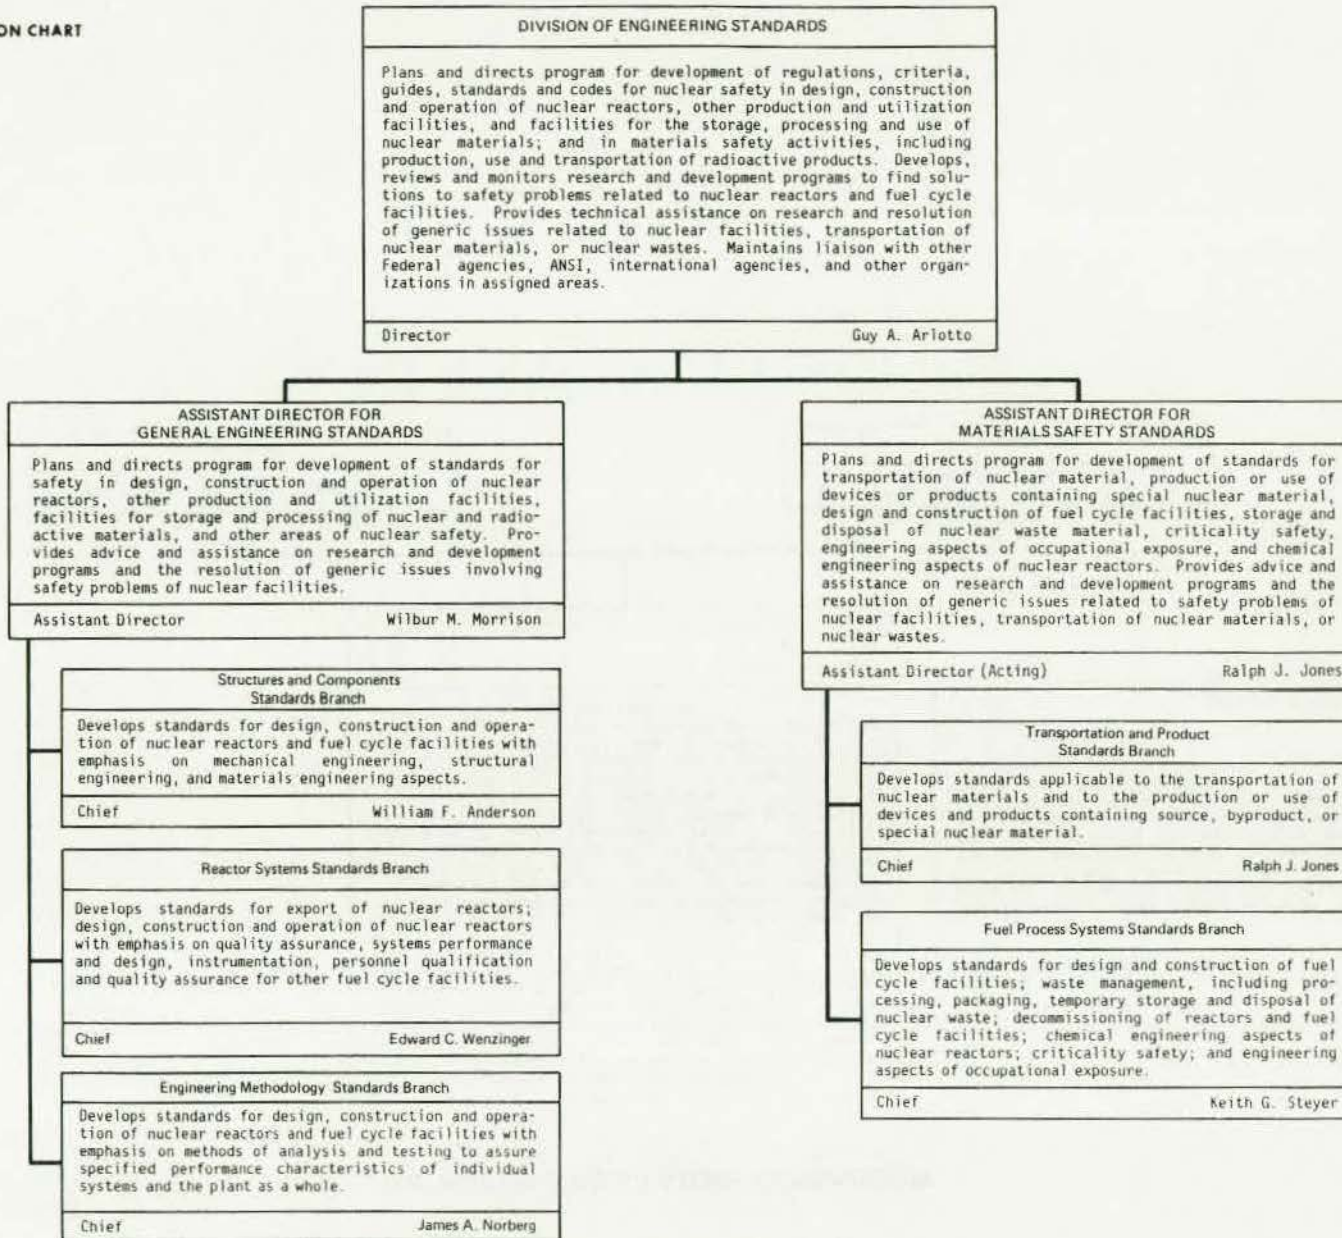 ON CHART
DIVISION OF ENGINEERING STANDARDS
Plans and directs program for development of regulations, criteria,
guides, standards and codes for nuclear safety in design, construction
and operation of nuclear reactors, other production and utilization
facilities, and facilities for the storage, processing and use of
nuclear materials; and in materials safety activities, including
production, use and transportation of radioactive products. Develops,
reviews and monitors research and development programs to find solu-
tions to safety problems related to nuclear reactors and fuel cycle
facilities. Provides technical assistance on research and resolution
of generic issues related to nuclear facilities, transportation of
nuclear materials, or nuclear wastes. Maintains liaison with other
Federal agencies, ANSI, international agencies, and other organ-
izations in assigned areas.
Director Guy A. Arlotto
ASSISTANT DIRECTOR FOR
GENERAL ENGINEERING STANDARDS
Plans and directs program for development of standards for
safety in design, construction and operation of nuclear
reactors, other production and utilization facilities,
facilities for storage and processing of nuclear and radio-
active materials, and other areas of nuclear safety. Pro-
vides advice and assistance on research and development
programs and the resolution of generic issues involving
safety problems of nuclear facilities.
Assistant Director Wilbur M. Morrison
Structures and Components
Standards Branch
Develops standards for design, construction and opera-
tion of nuclear reactors and fuel cycle facilities with
emphasis on mechanical engineering, structural
engineering, and materials engineering aspects.
Chief William F. Anderson
Reactor Systems Standards Branch
Develops standards for export of nuclear reactors;
design, construction and operation of nuclear reactors
with emphasis on quality assurance, systems performance
and design, instrumentation, personnel qualification
and quality assurance for other fuel cycle facilities.
Chief Edward C. Wenzinger
Engineering Methodology Standards Branch
Develops standards for design, construction and opera-
tion of nuclear reactors and fuel cycle facilities with
emphasis on methods of analysis and testing to assure
specified performance characteristics of individual
systems and the plant as a whole.
Chief James A. Norberg
ASSISTANT DIRECTOR FOR
MATERIALS SAFETY STANDARDS
Plans and directs program for development of standards for
transportation of nuclear material, production or use of
devices or products containing special nuclear material,
design and construction of fuel cycle facilities, storage and
disposal of nuclear waste material, criticality safety,
engineering aspects of occupational exposure, and chemical
engineering aspects of nuclear reactors. Provides advice and
assistance on research and development programs and the
resolution of generic issues related to safety problems of
nuclear facilities, transportation of nuclear materials, or
nuclear wastes.
Assistant Director (Acting) Ralph J. Jones
Transportation and Product
Standards Branch
Develops standards applicable to the transportation of
nuclear materials and to the production or use of
devices and products containing source, byproduct, or
special nuclear material.
Chief Ralph J. Jones
Fuel Process Systems Standards Branch
Develops standards for design and construction of fuel
cycle facilities; waste management, including pro-
cessing, packaging, temporary storage and disposal of
nuclear waste; decommissioning of reactors and fuel
cycle facilities; chemical engineering aspects of
nuclear reactors; criticality safety; and engineering
aspects of occupational exposure.
Chief Keith G. Steyer